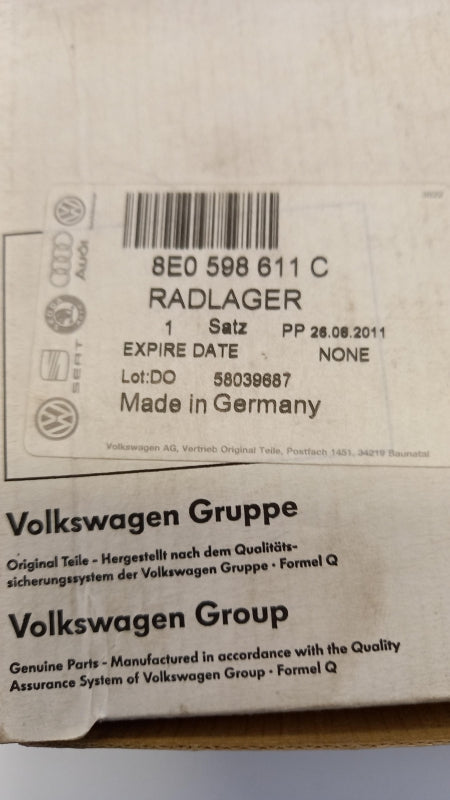 8E0 598 611 C
RADLAGER
1 Satz PP 26.08.2011
EXPIRE DATE NONE
Lot:DO 58039687
Made in Germany
Volkswagen AG, Vertrieb Original Teile, Postfach 1451, 34219 Baunatal
Audi
SEAT
Volkswagen Gruppe
Original Teile - Hergestellt nach dem Qualitäts-
sicherungssystem der Volkswagen Gruppe · Formel Q
Volkswagen Group
Genuine Parts - Manufactured in accordance with the Quality
Assurance System of Volkswagen Group · Formel Q